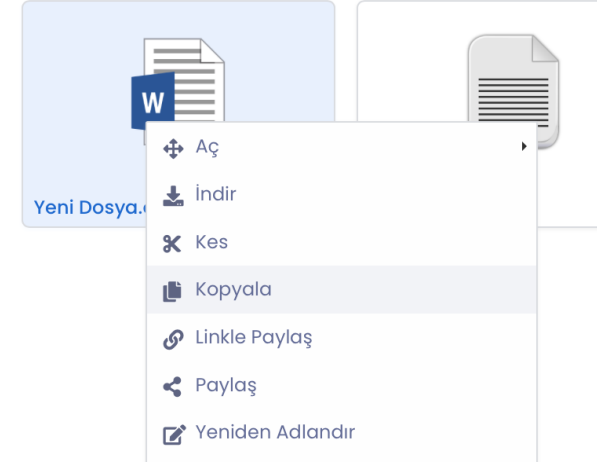 W
Aç
İndir
Yeni Dosya.
Kes
Kopyala
Linkle Paylaş
Paylaş
Yeniden Adlandır